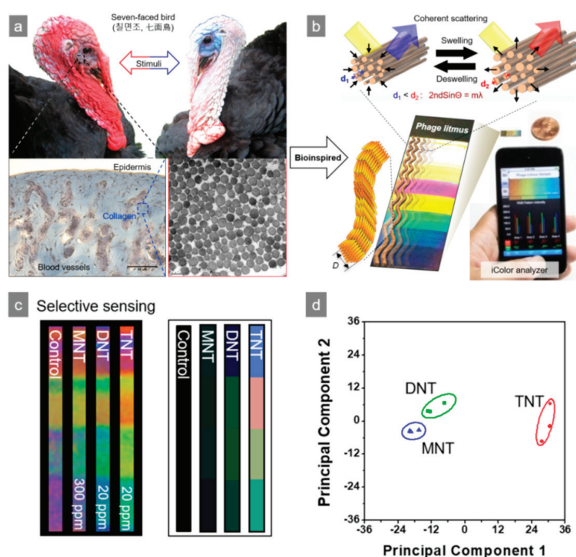 a
Seven-faced bird
(칠면조, 七面鳥)
Stimuli
Epidermis
Collagen
Blood vessels
Bioinspired
b
Coherent scattering
Swelling
Deswelling
d₁
d₂
d₁ < d₂: 2ndSinΘ = mλ
Phage litmus
D
iColor analyzer
c Selective sensing
Control
MNT
DNT
TNT
300 ppm
20 ppm
20 ppm
Control
MNT
DNT
TNT
d
Principal Component 2
36
24
12
0
-12
-24
-36
DNT
MNT
TNT
-36 -24 -12 0 12 24 36
Principal Component 1